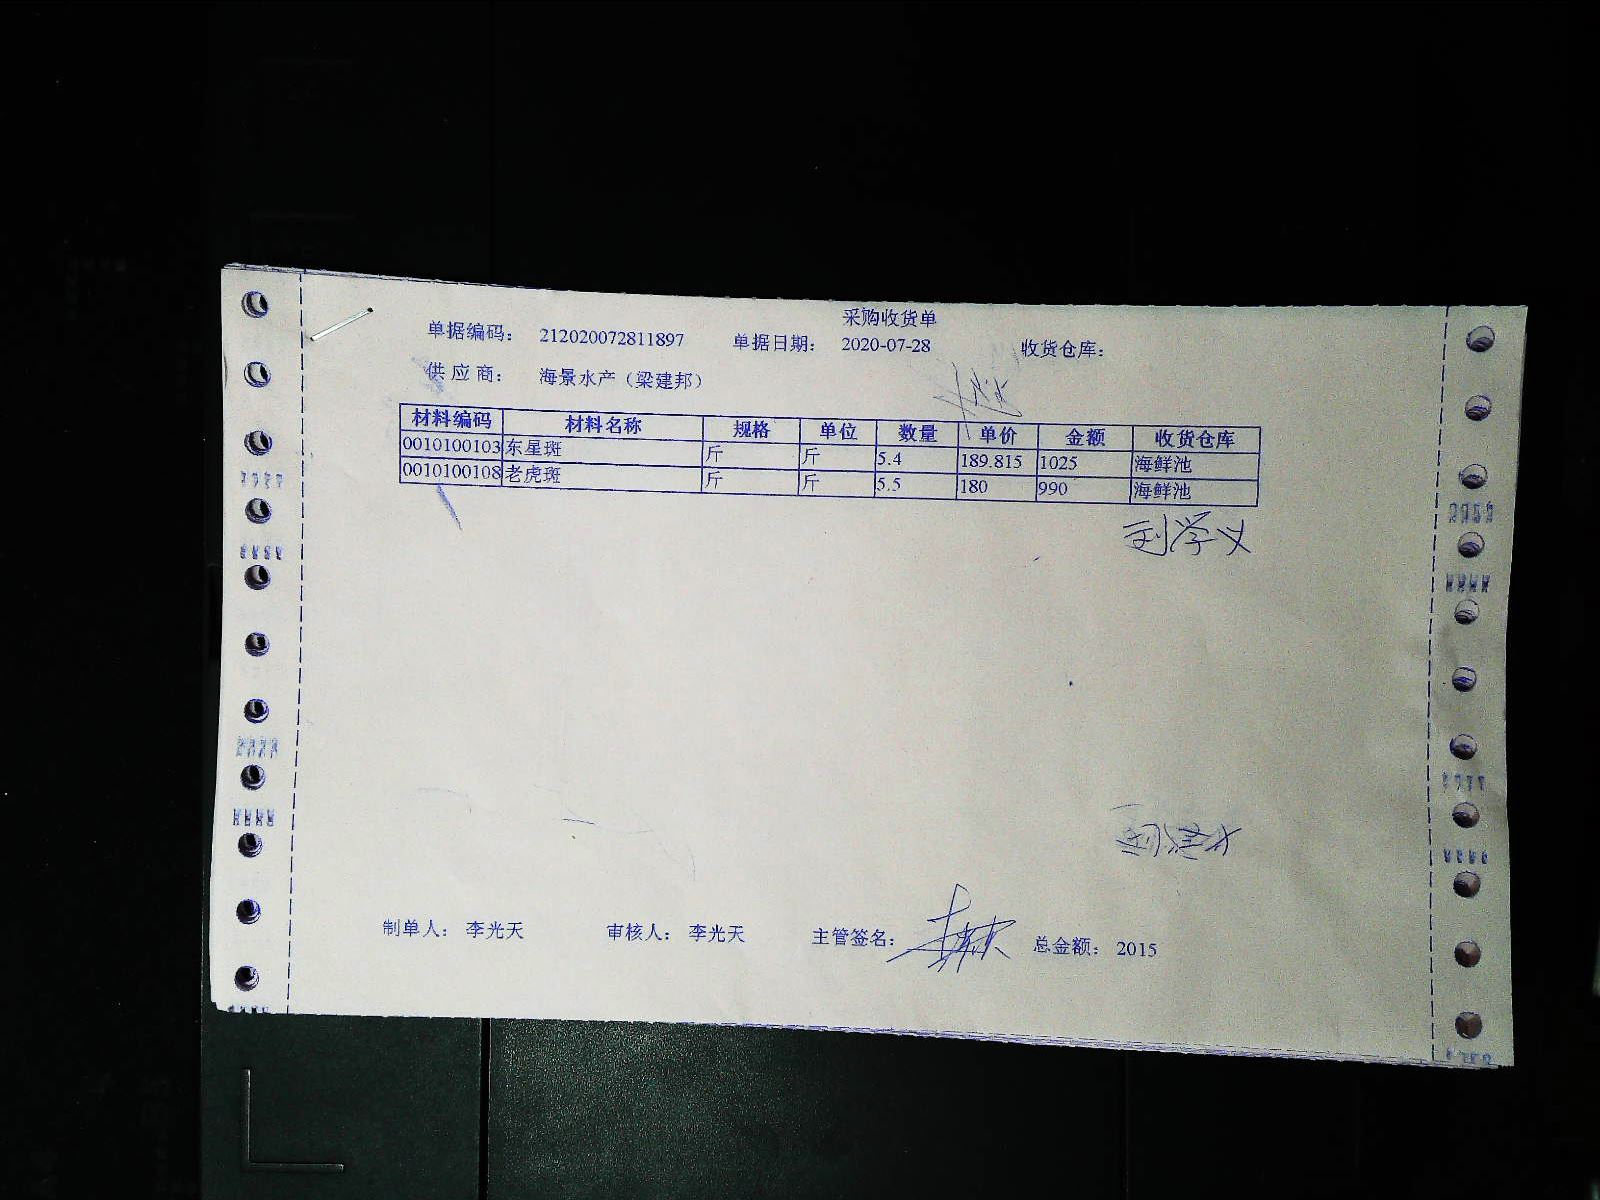 采购收货单
单据编码： 212020072811897 单据日期： 2020-07-28 收货仓库：
供 应 商： 海景水产（梁建邦）
材料编码 材料名称 规格 单位 数量 单价 金额 收货仓库
0010100103 东星斑 斤 斤 5.4 189.815 1025 海鲜池
0010100108 老虎斑 斤 斤 5.5 180 990 海鲜池
刘学义
制单人： 李光天 审核人： 李光天 主管签名： 总金额： 2015